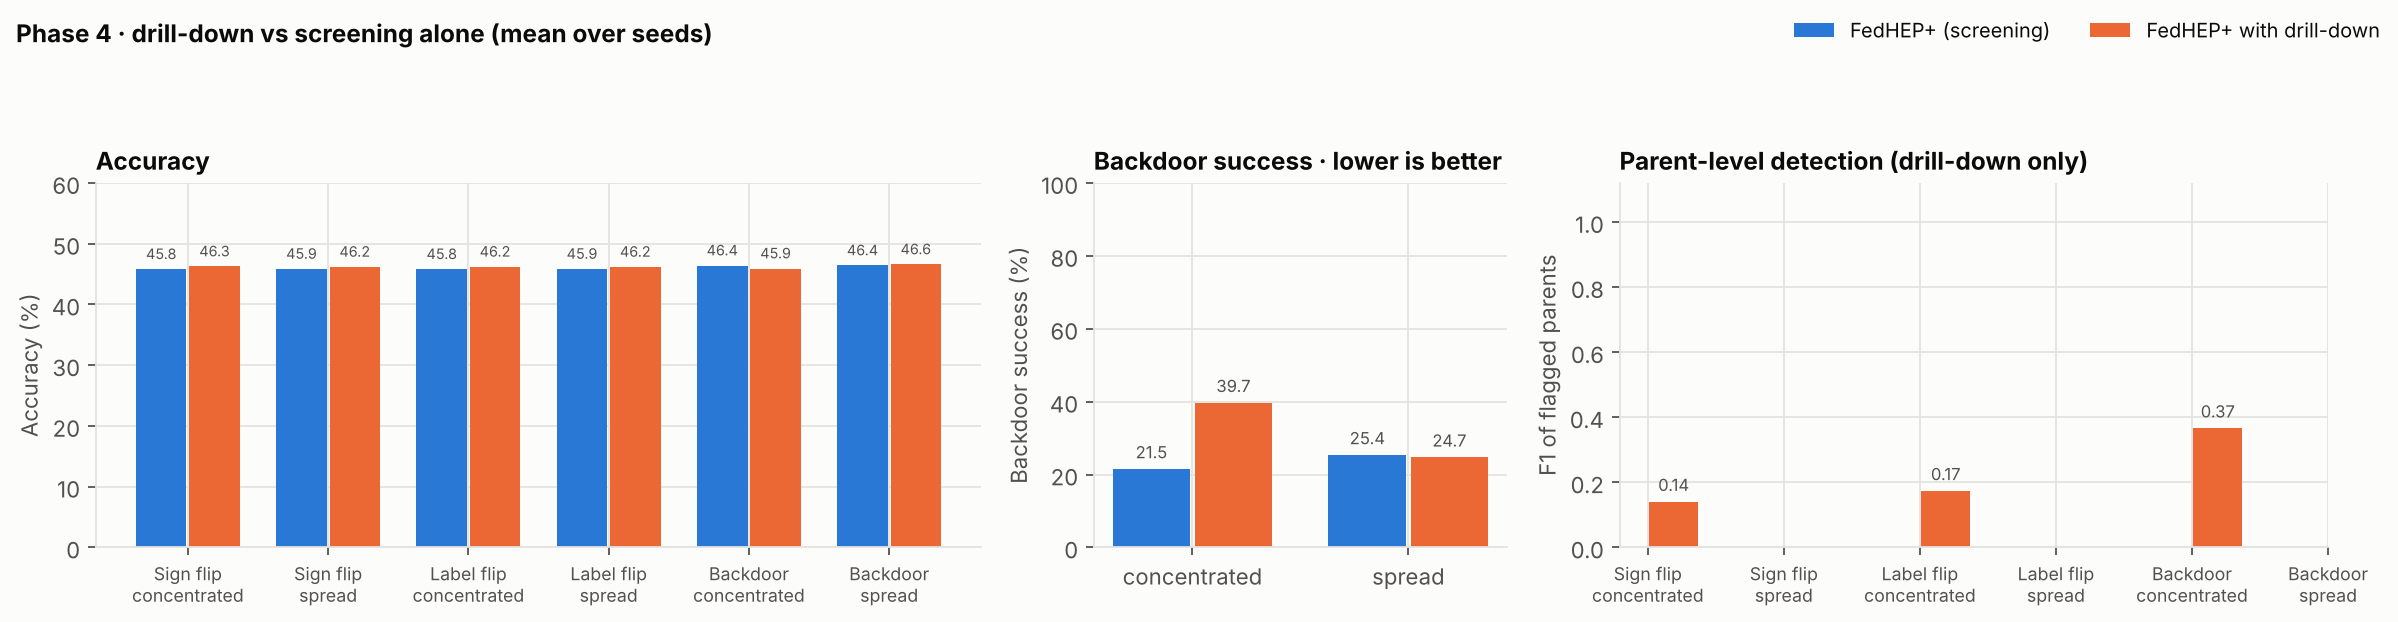 Phase 4 · drill-down vs screening alone (mean over seeds)
FedHEP+ (screening)
FedHEP+ with drill-down
Accuracy
Accuracy (%)
60
50
40
30
20
10
0
45.8
46.3
45.9
46.2
45.8
46.2
45.9
46.2
46.4
45.9
46.4
46.6
Sign flip
concentrated
Sign flip
spread
Label flip
concentrated
Label flip
spread
Backdoor
concentrated
Backdoor
spread
Backdoor success · lower is better
Backdoor success (%)
100
80
60
40
20
0
21.5
39.7
25.4
24.7
concentrated
spread
Parent-level detection (drill-down only)
F1 of flagged parents
1.0
0.8
0.6
0.4
0.2
0.0
0.14
0.17
0.37
Sign flip
concentrated
Sign flip
spread
Label flip
concentrated
Label flip
spread
Backdoor
concentrated
Backdoor
spread